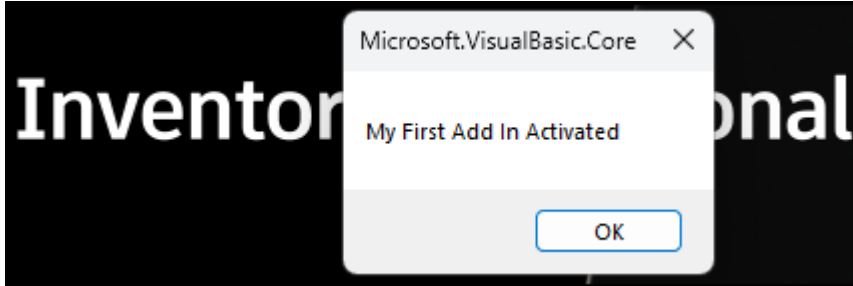 Microsoft.VisualBasic.Core
Inventor
onal
My First Add In Activated
OK